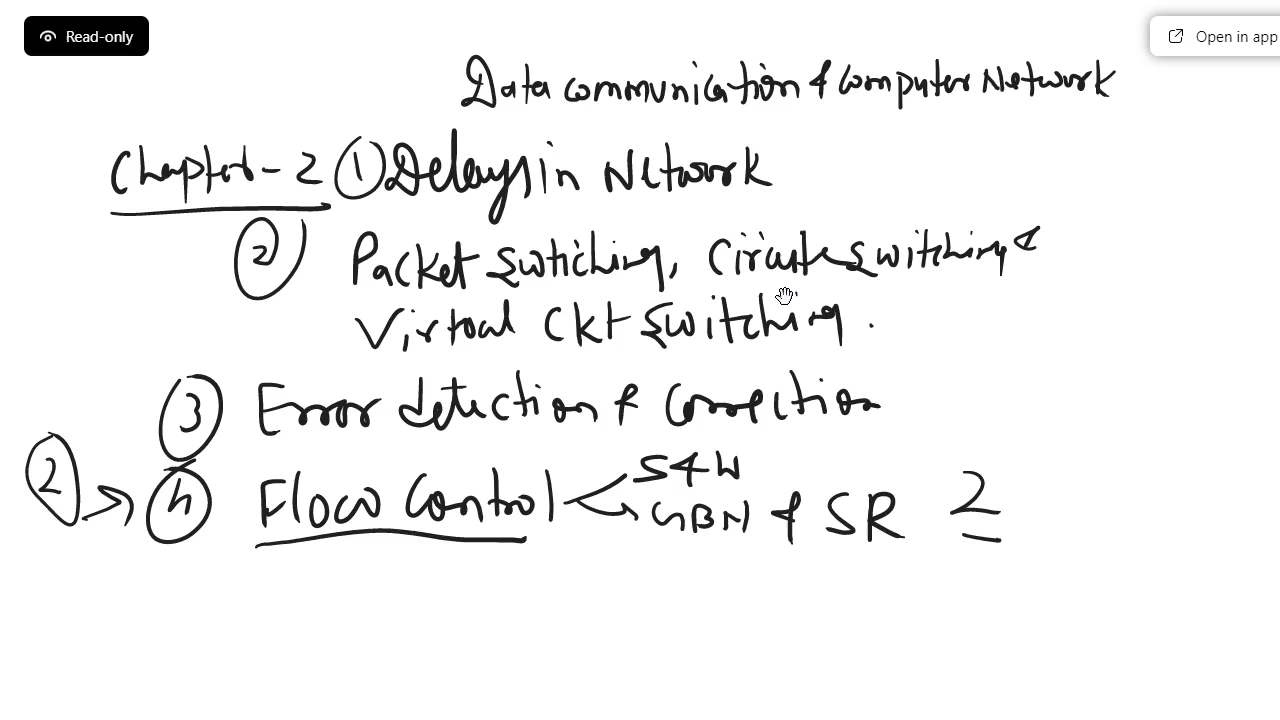 Read-only
Open in app
Data communication & computer Network
Chapter-2 ① Delays in Network
② Packet switching, Circuit switching &
Virtual Ckt switching.
③ Error detection & Correction
② → ④ Flow Control < S&W
GBN & SR 2